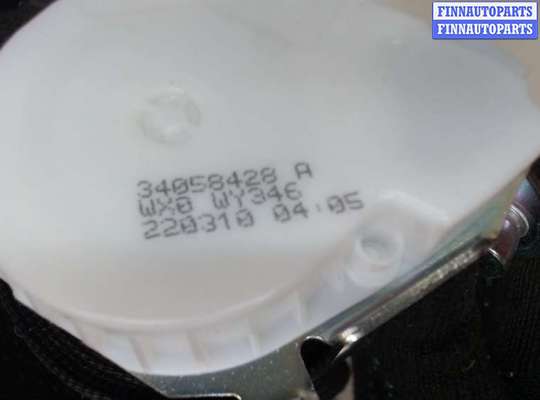 FINNAUTOPARTS
FINNAUTOPARTS
34058428 A
WX0 WY346
220310 04:05